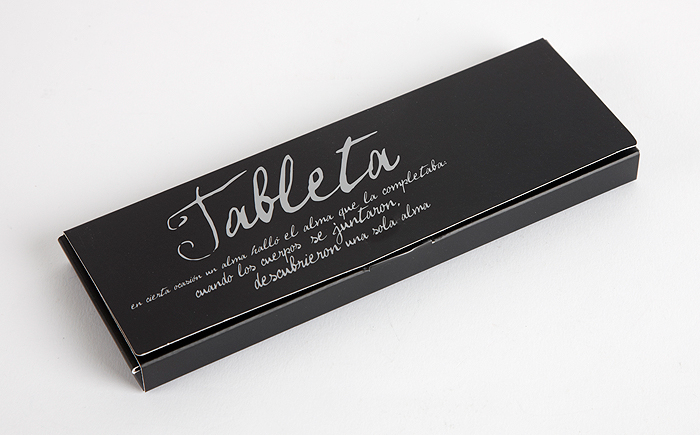 Tableta
en cierta ocasión un alma halló el alma que la completaba.
cuando los cuerpos se juntaron,
descubrieron una sola alma